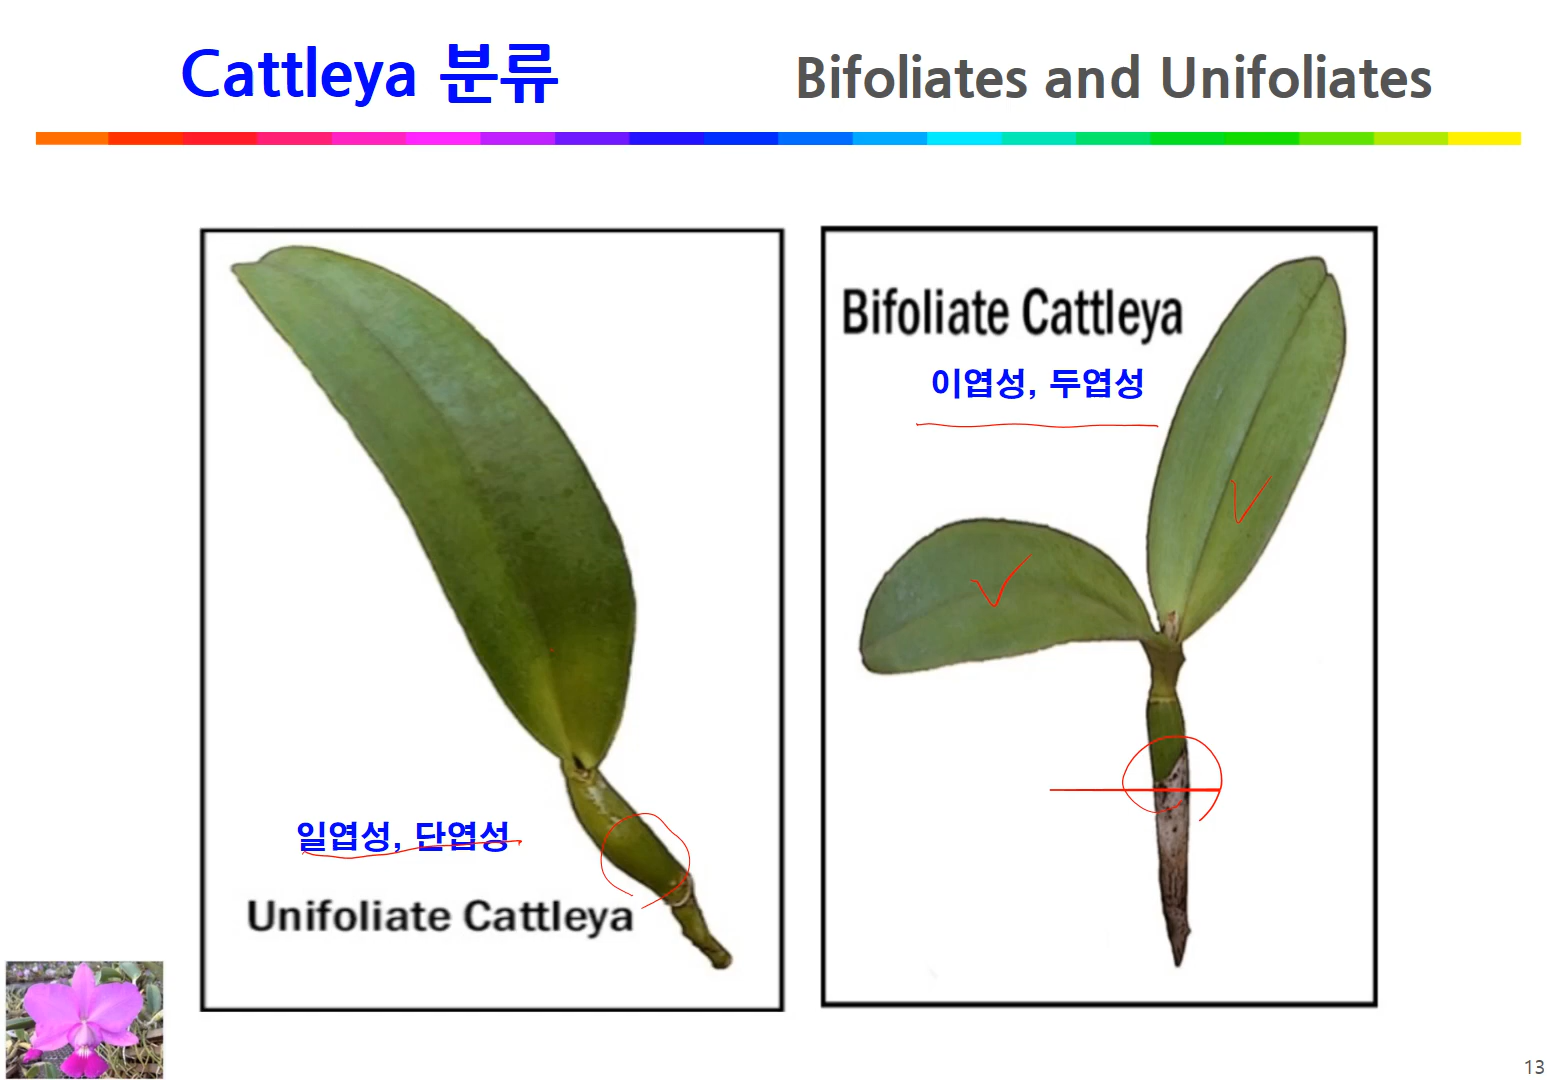 Cattleya 분류
Bifoliates and Unifoliates
일엽성, 단엽성
Unifoliate Cattleya
Bifoliate Cattleya
이엽성, 두엽성
13